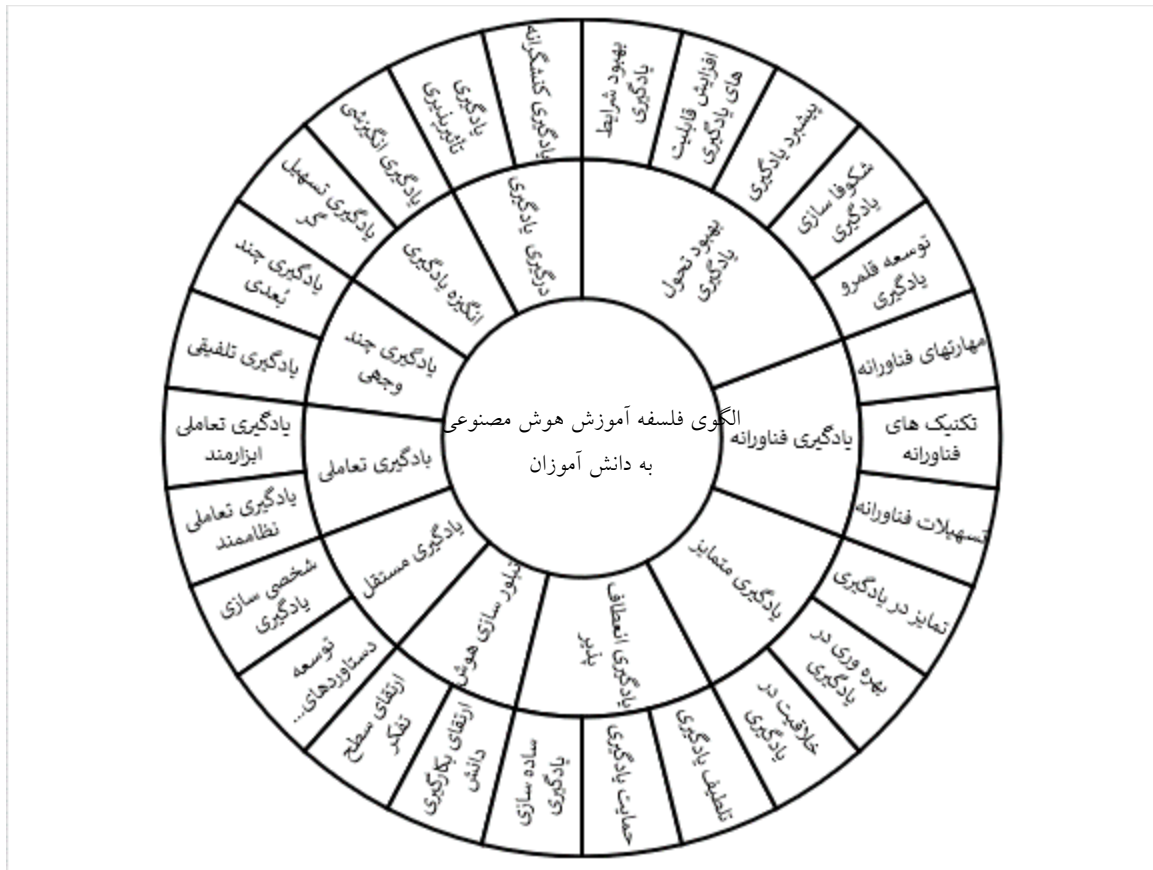 الگوی فلسفه آموزش هوش مصنوعی
به دانش آموزان
بهبود تحول
یادگیری
یادگیری فناورانه
یادگیری متمایز
یادگیری انعطاف
پذیر
تبلور سازی هوش
یادگیری مستقل
یادگیری تعاملی
یادگیری چند
وجهی
انگیزه یادگیری
درگیری یادگیری
بهبود شرایط
یادگیری
افزایش قابلیت
های یادگیری
پیشبرد یادگیری
شکوفا سازی
یادگیری
توسعه قلمرو
یادگیری
مهارتهای فناورانه
تکنیک های
فناورانه
تسهیلات فناورانه
تمایز در یادگیری
بهره وری در
یادگیری
خلاقیت در
یادگیری
تلطیف یادگیری
حمایت یادگیری
ساده سازی
یادگیری
ارتقای بکارگیری
دانش
ارتقای سطح
تفکر
توسعه
دستاوردهای...
شخصی سازی
یادگیری
یادگیری تعاملی
نظاممند
یادگیری تعاملی
ابزارمند
یادگیری تلفیقی
یادگیری چند
بُعدی
یادگیری تسهیل
گر
یادگیری انگیزشی
یادگیری
تاثیرپذیری
یادگیری کنشگرانه